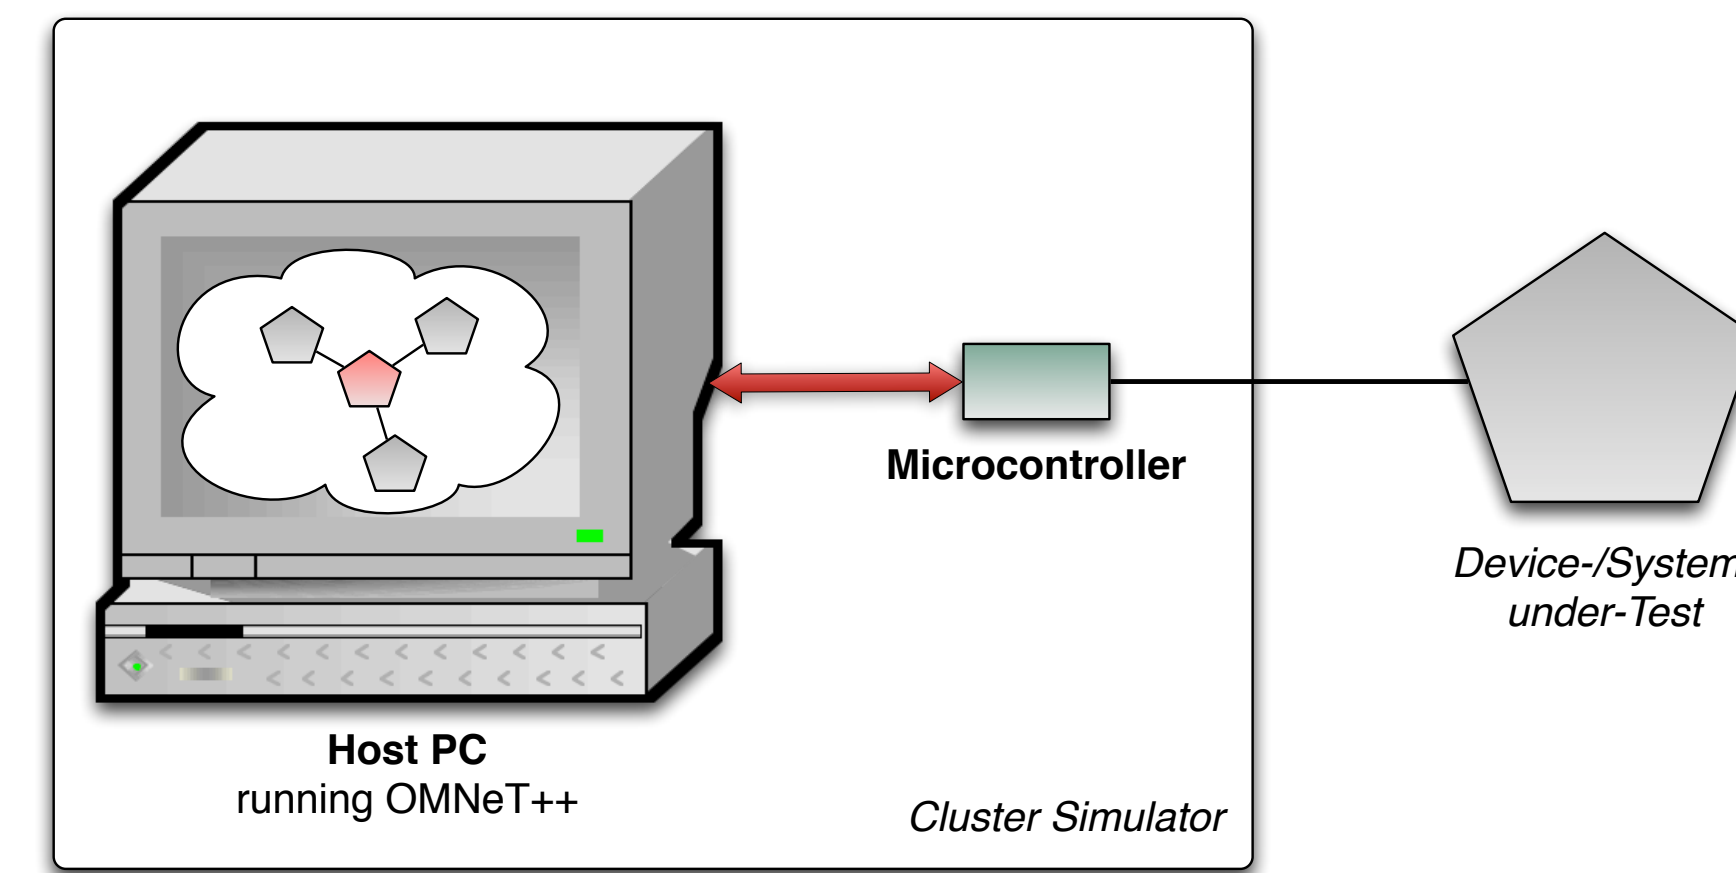 Microcontroller
Device-/System
under-Test
Host PC
running OMNeT++
Cluster Simulator